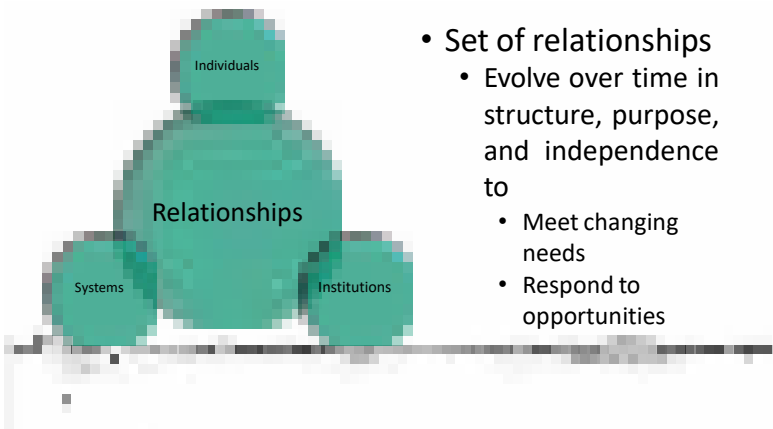 Individuals
Relationships
Systems
Institutions
• Set of relationships
• Evolve over time in
structure, purpose,
and independence
to
• Meet changing
needs
• Respond to
opportunities